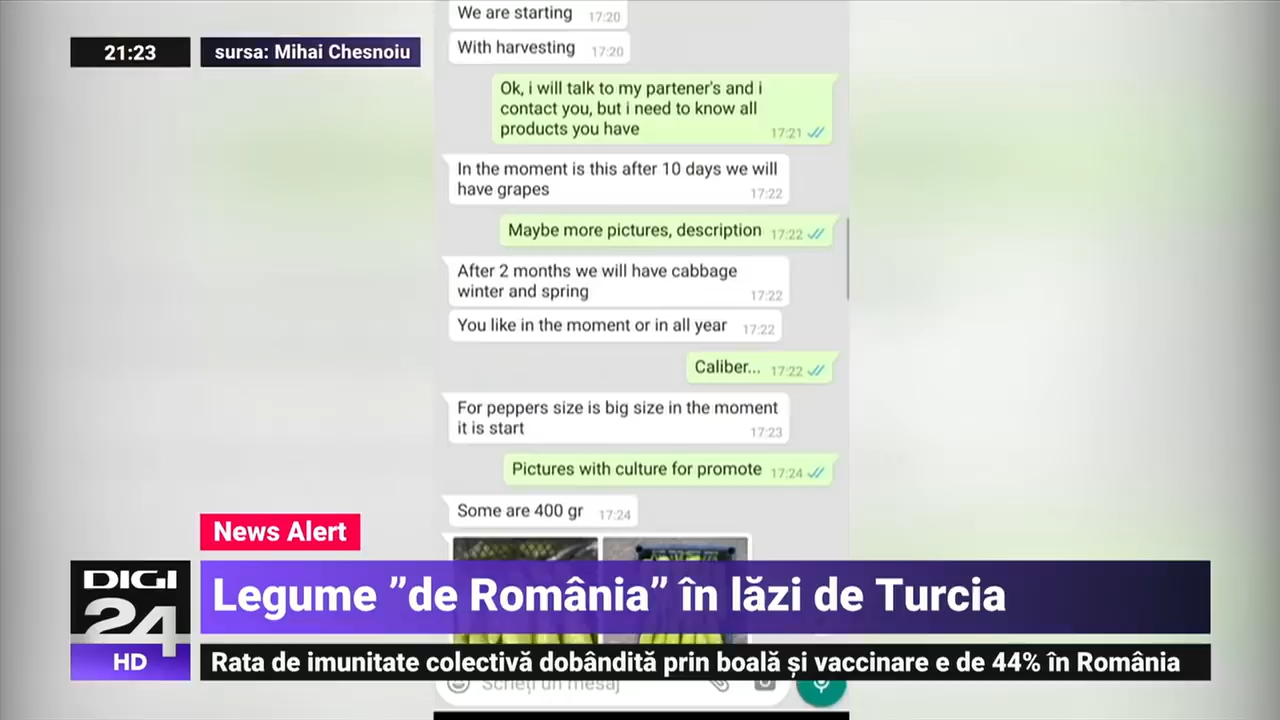 21:23
sursa: Mihai Chesnoiu
We are starting 17:20
With harvesting 17:20
Ok, i will talk to my partener's and i
contact you, but i need to know all
products you have 17:21
In the moment is this after 10 days we will
have grapes 17:22
Maybe more pictures, description 17:22
After 2 months we will have cabbage
winter and spring 17:22
You like in the moment or in all year 17:22
Caliber... 17:22
For peppers size is big size in the moment
it is start 17:23
Pictures with culture for promote 17:24
Some are 400 gr 17:24
News Alert
DIGI
24
HD
Legume ”de România” în lăzi de Turcia
Rata de imunitate colectivă dobândită prin boală și vaccinare e de 44% în România
un mesaj